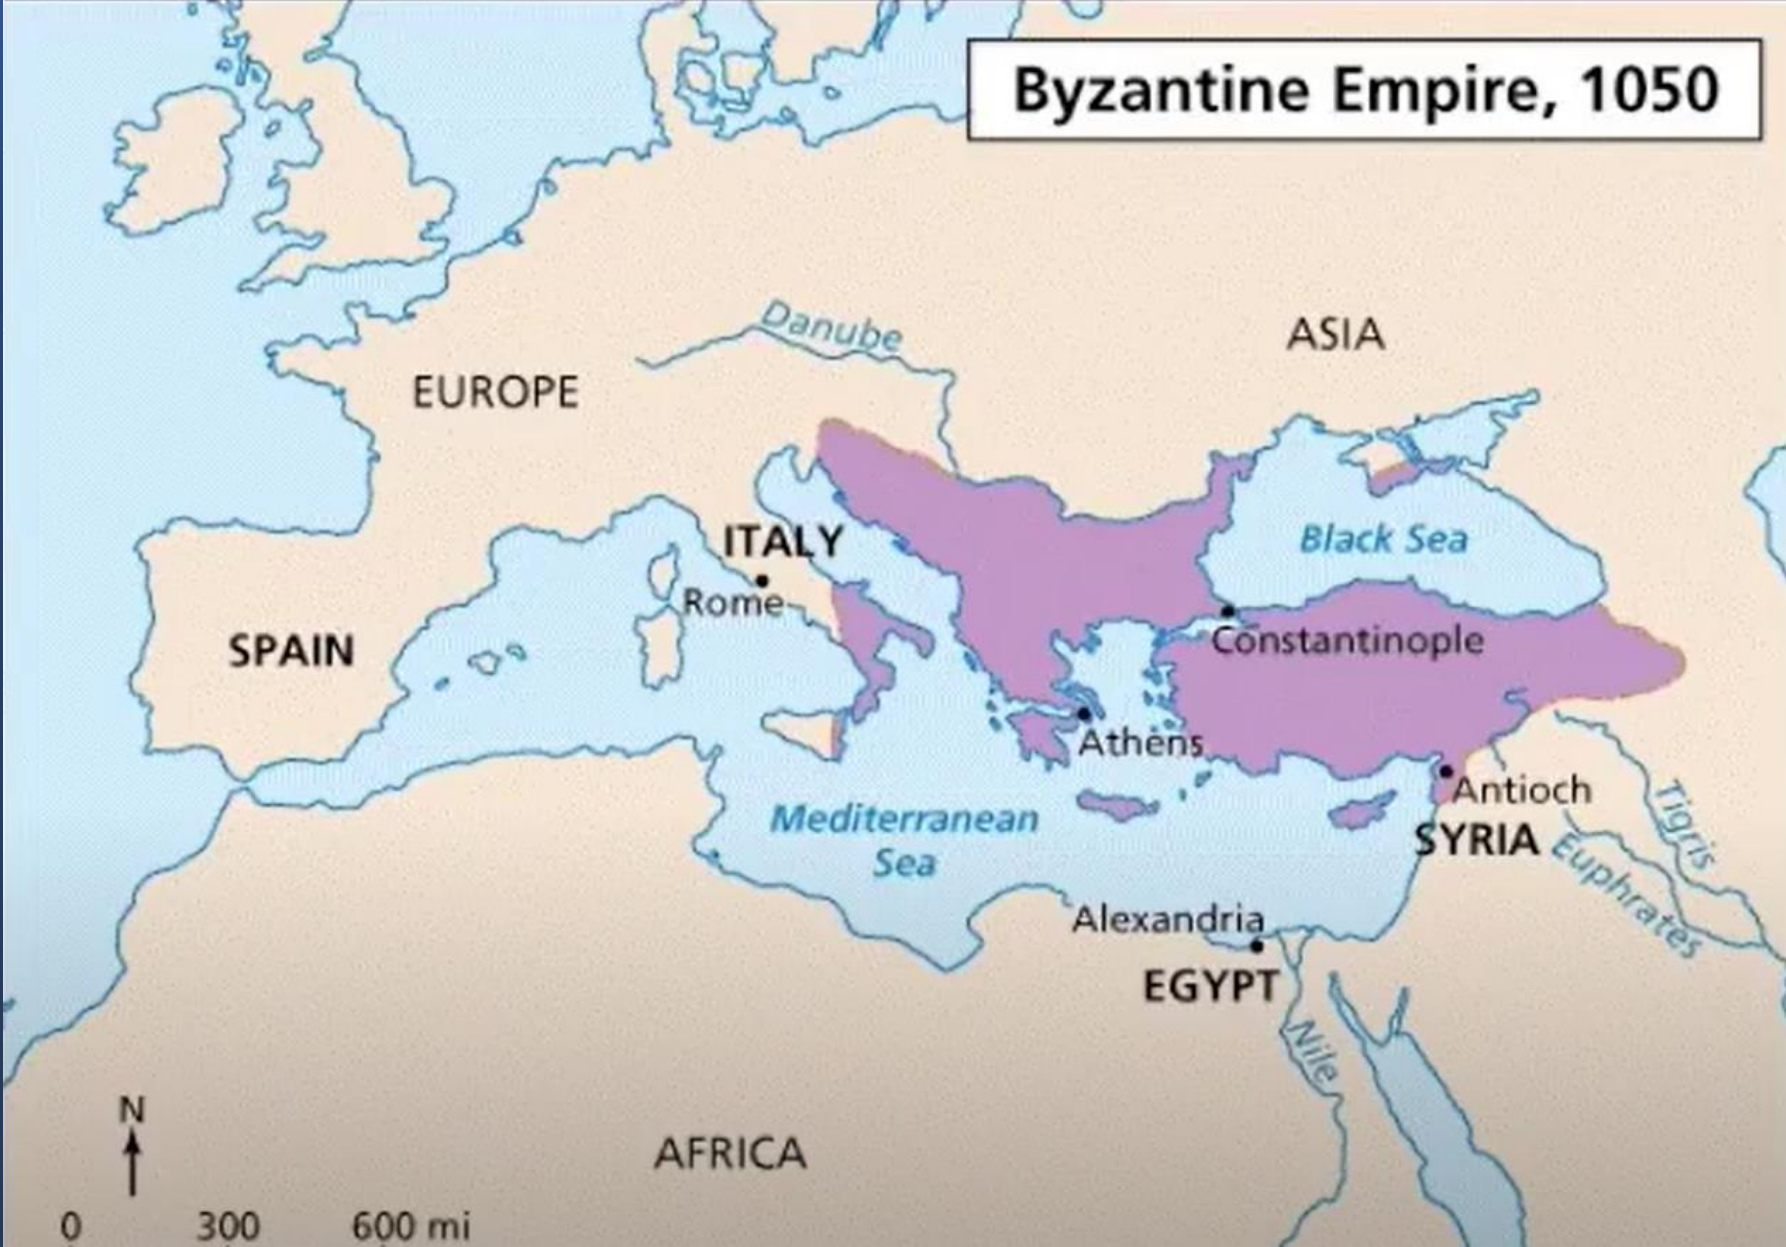 Byzantine Empire, 1050
Danube
ASIA
EUROPE
ITALY
Black Sea
Rome
SPAIN
Constantinople
Athens
Antioch
Mediterranean
Sea
SYRIA
Tigris
Euphrates
Alexandria
EGYPT
Nile
N
AFRICA
0 300 600 mi